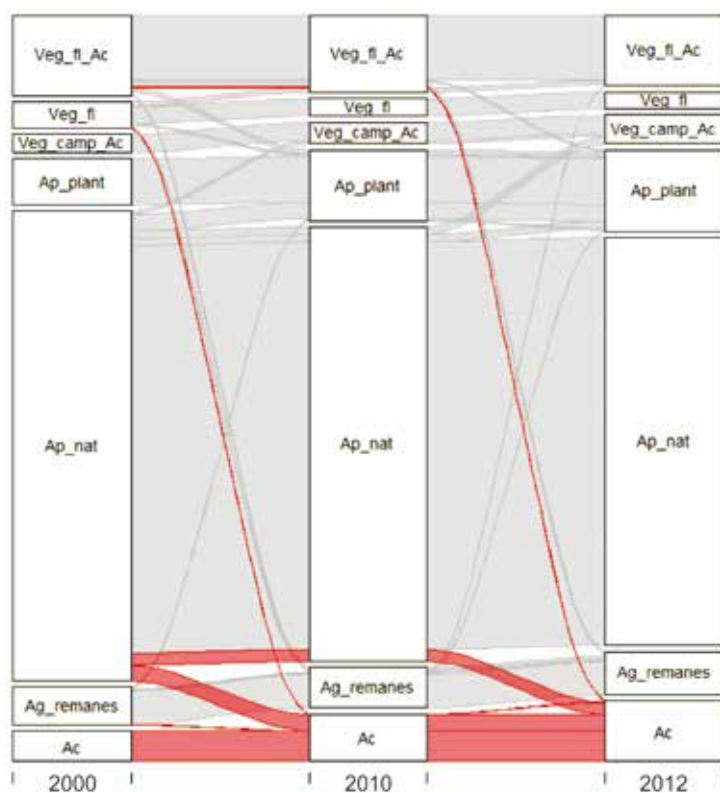 Veg_fl_Ac
Veg_fl
Veg_camp_Ac
Ap_plant
Ap_nat
Ag_remanes
Ac
2000
Veg_fl_Ac
Veg_fl
Veg_camp_Ac
Ap_plant
Ap_nat
Ag_remanes
Ac
2010
Veg_fl_Ac
Veg_fl
Veg_camp_Ac
Ap_plant
Ap_nat
Ag_remanes
Ac
2012